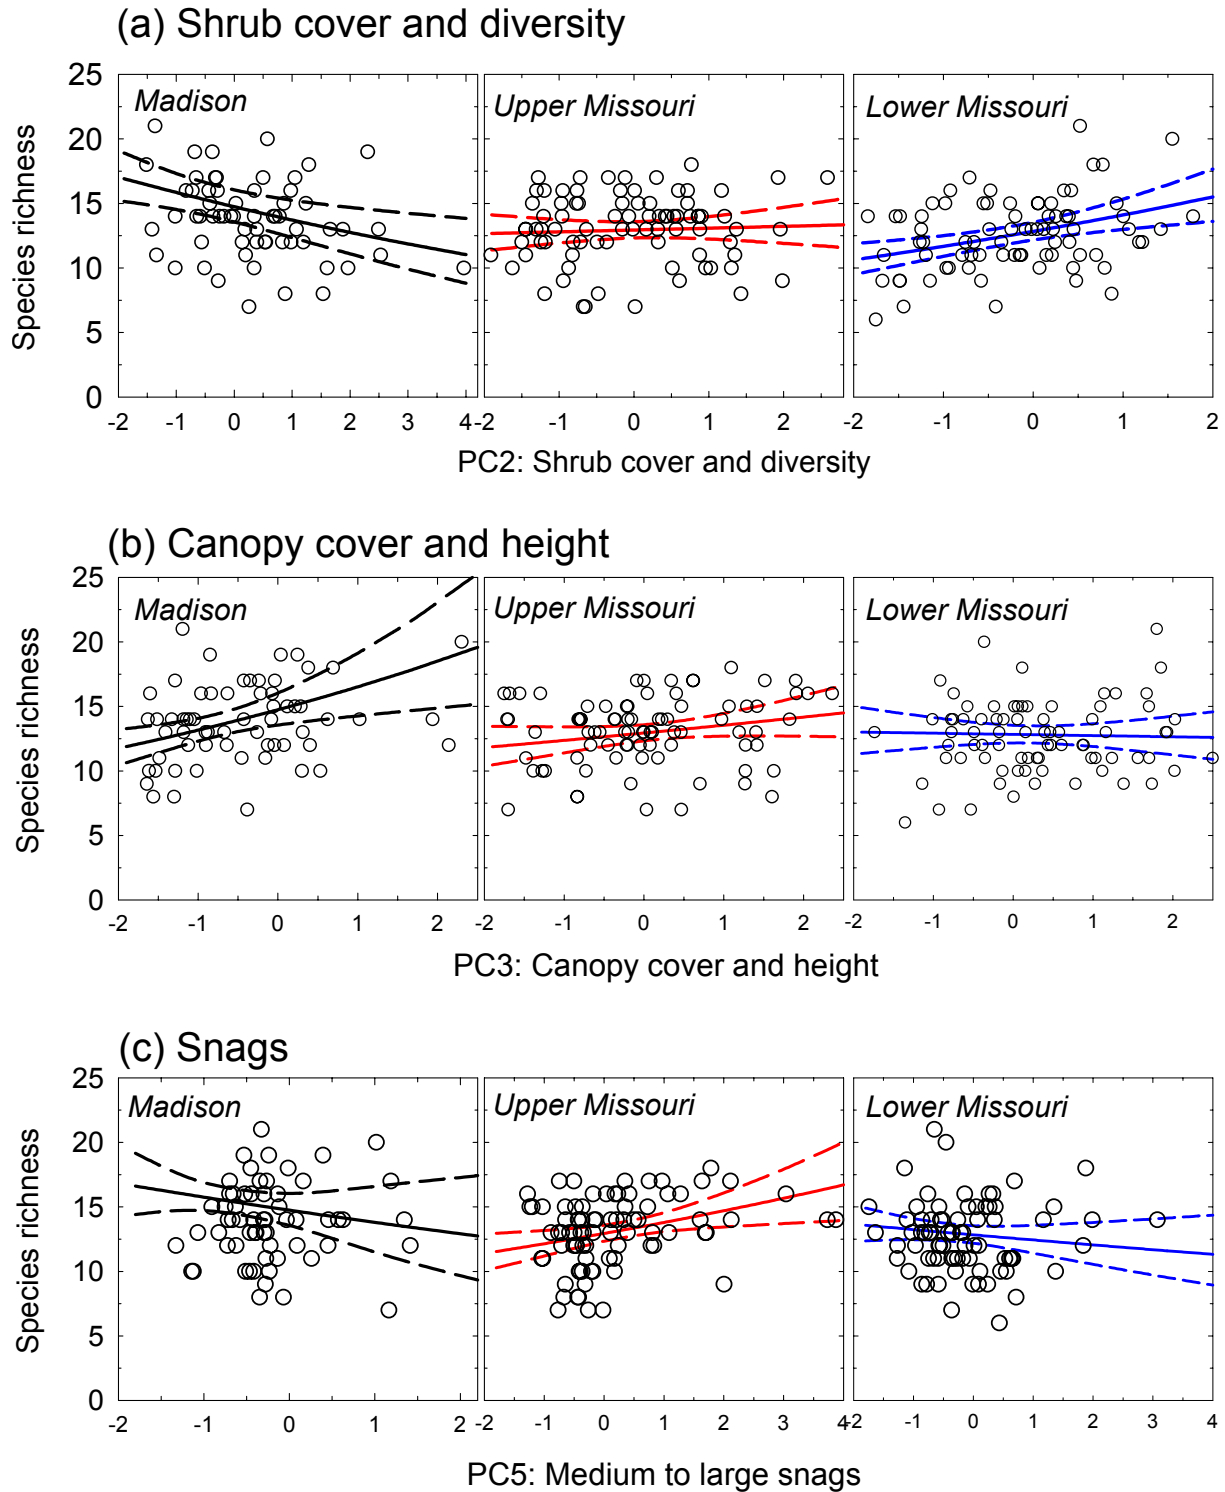 (a) Shrub cover and diversity
Madison
Upper Missouri
Lower Missouri
Species richness
25
20
15
10
5
0
-2 -1 0 1 2 3 4
-2 -1 0 1 2
-2 -1 0 1 2
PC2: Shrub cover and diversity
(b) Canopy cover and height
Madison
Upper Missouri
Lower Missouri
Species richness
25
20
15
10
5
0
-2 -1 0 1 2
-2 -1 0 1 2
-2 -1 0 1 2
PC3: Canopy cover and height
(c) Snags
Madison
Upper Missouri
Lower Missouri
Species richness
25
20
15
10
5
0
-2 -1 0 1 2
-2 -1 0 1 2 3 4
-2 -1 0 1 2 3 4
PC5: Medium to large snags